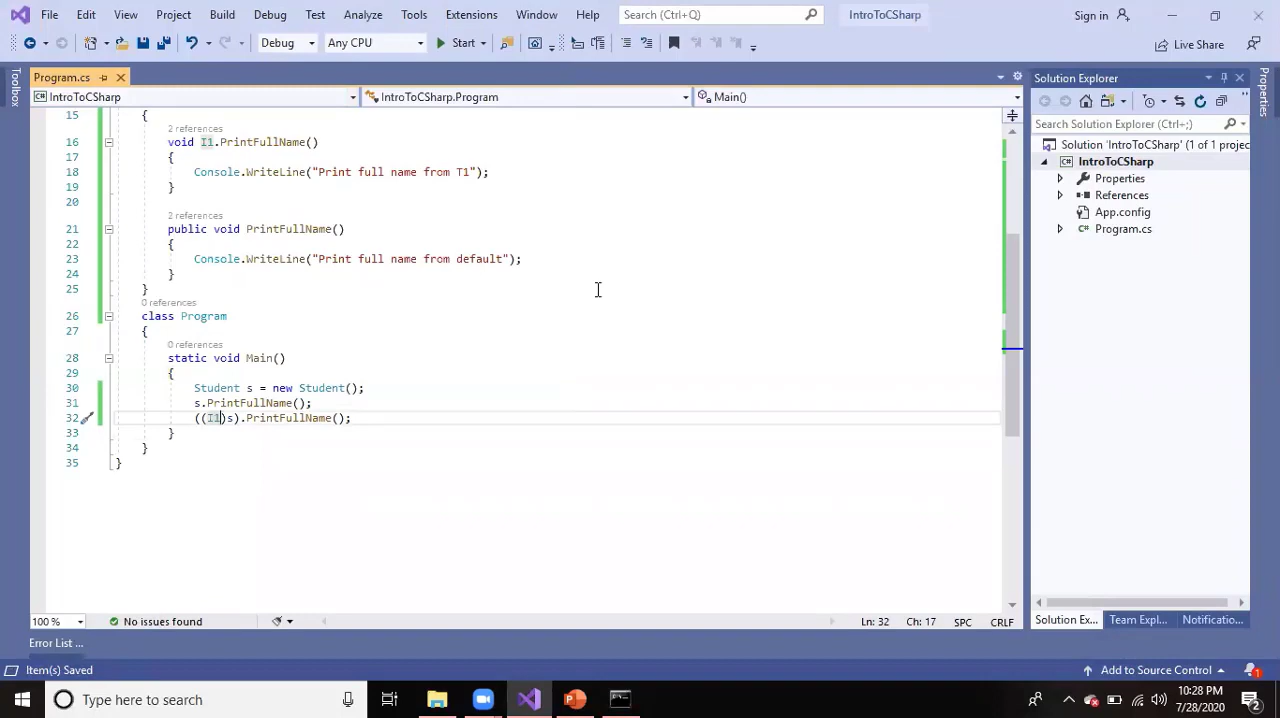 File Edit View Project Build Debug Test Analyze Tools Extensions Window Help Search (Ctrl+Q) IntroToCSharp Sign in
Debug Any CPU Start Live Share
Toolbox
Program.cs
IntroToCSharp IntroToCSharp.Program Main()
15 {
2 references
16 void I1.PrintFullName()
17 {
18 Console.WriteLine("Print full name from T1");
19 }
20
2 references
21 public void PrintFullName()
22 {
23 Console.WriteLine("Print full name from default");
24 }
25 }
0 references
26 class Program
27 {
0 references
28 static void Main()
29 {
30 Student s = new Student();
31 s.PrintFullName();
32 ((I1)s).PrintFullName();
33 }
34 }
35 }
100 % No issues found Ln: 32 Ch: 17 SPC CRLF
Solution Explorer
Search Solution Explorer (Ctrl+;)
Solution 'IntroToCSharp' (1 of 1 projec
IntroToCSharp
Properties
References
App.config
Program.cs
Solution Ex... Team Expl... Notificatio...
Properties
Error List ...
Item(s) Saved Add to Source Control 1
Type here to search
10:28 PM
7/28/2020
2